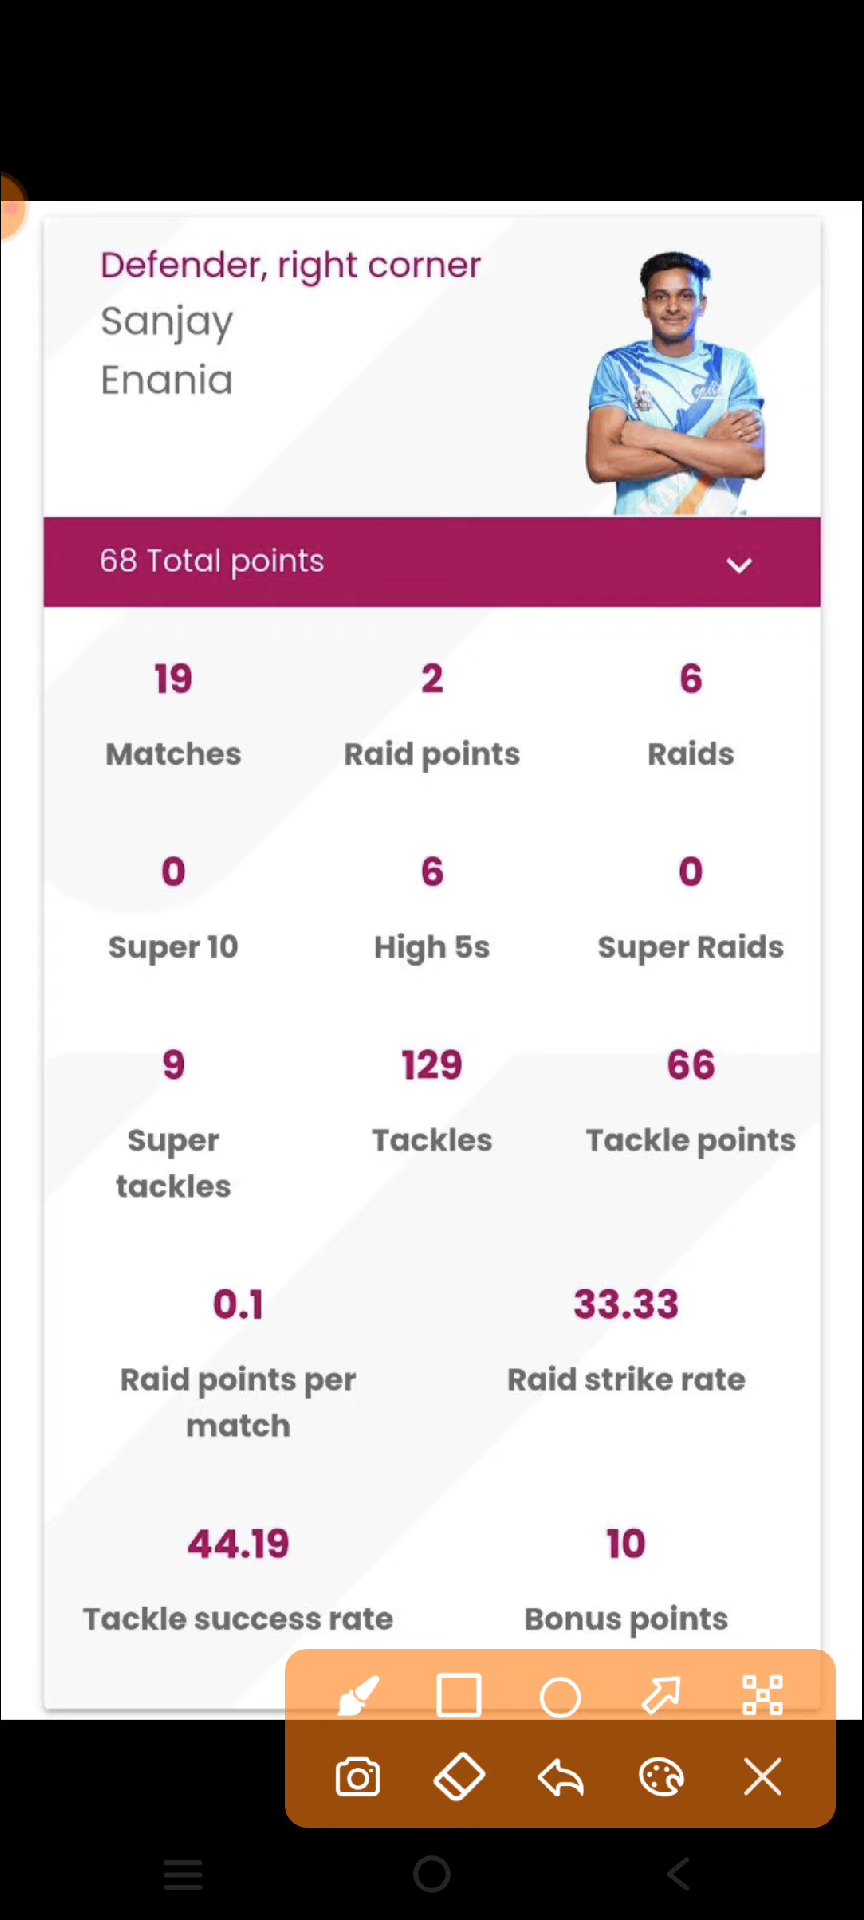 Defender, right corner
Sanjay
Enania
68 Total points
19 2 6
Matches Raid points Raids
0 6 0
Super 10 High 5s Super Raids
9 129 66
Super tackles Tackles Tackle points
0.1 33.33
Raid points per match Raid strike rate
44.19 10
Tackle success rate Bonus points